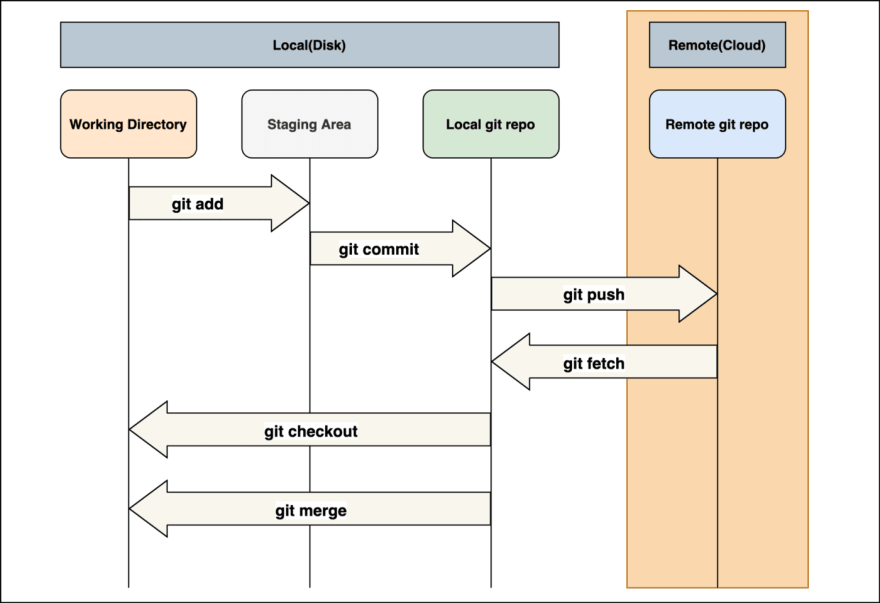 Local(Disk)
Remote(Cloud)
Working Directory
Staging Area
Local git repo
Remote git repo
git add
git commit
git push
git fetch
git checkout
git merge